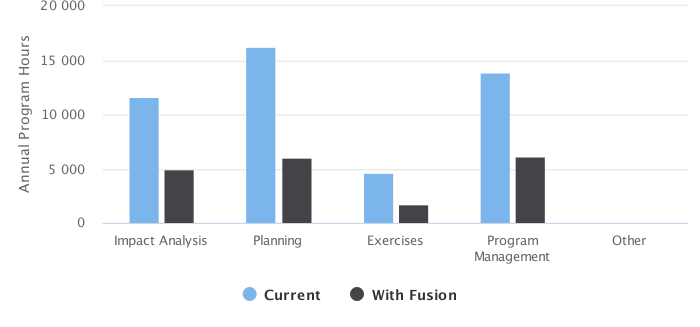 20 000
15 000
10 000
5 000
0
Annual Program Hours
Impact Analysis
Planning
Exercises
Program
Management
Other
Current
With Fusion